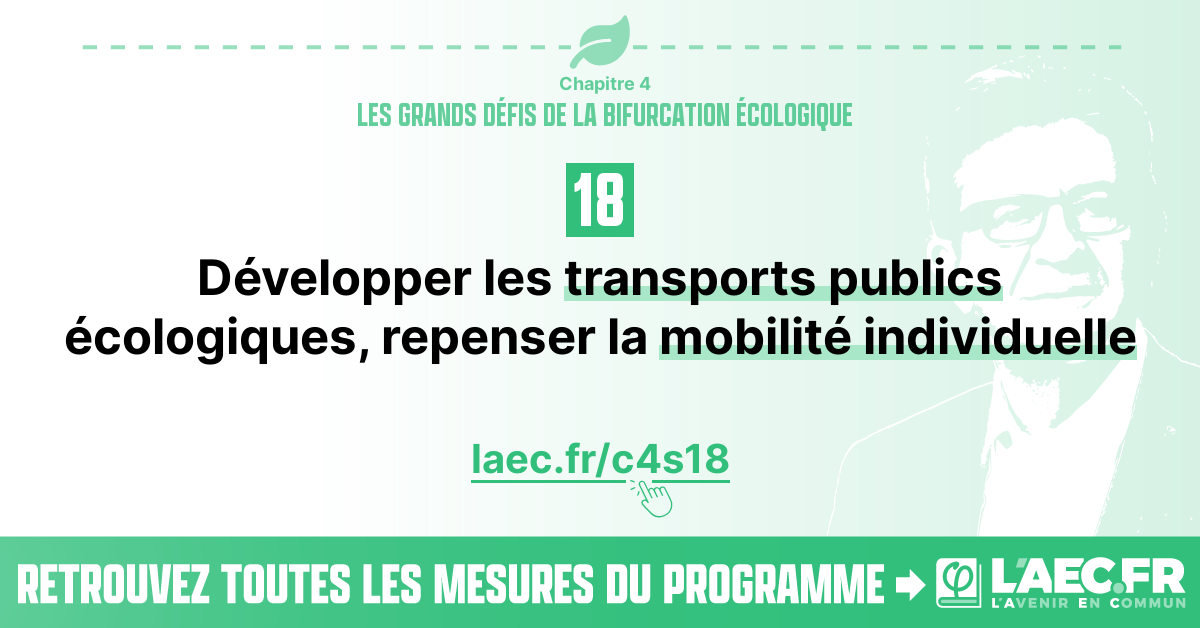 Chapitre 4
LES GRANDS DÉFIS DE LA BIFURCATION ÉCOLOGIQUE
18
Développer les transports publics
écologiques, repenser la mobilité individuelle
laec.fr/c4s18
RETROUVEZ TOUTES LES MESURES DU PROGRAMME
φ
L'AEC.FR
L'AVENIR EN COMMUN